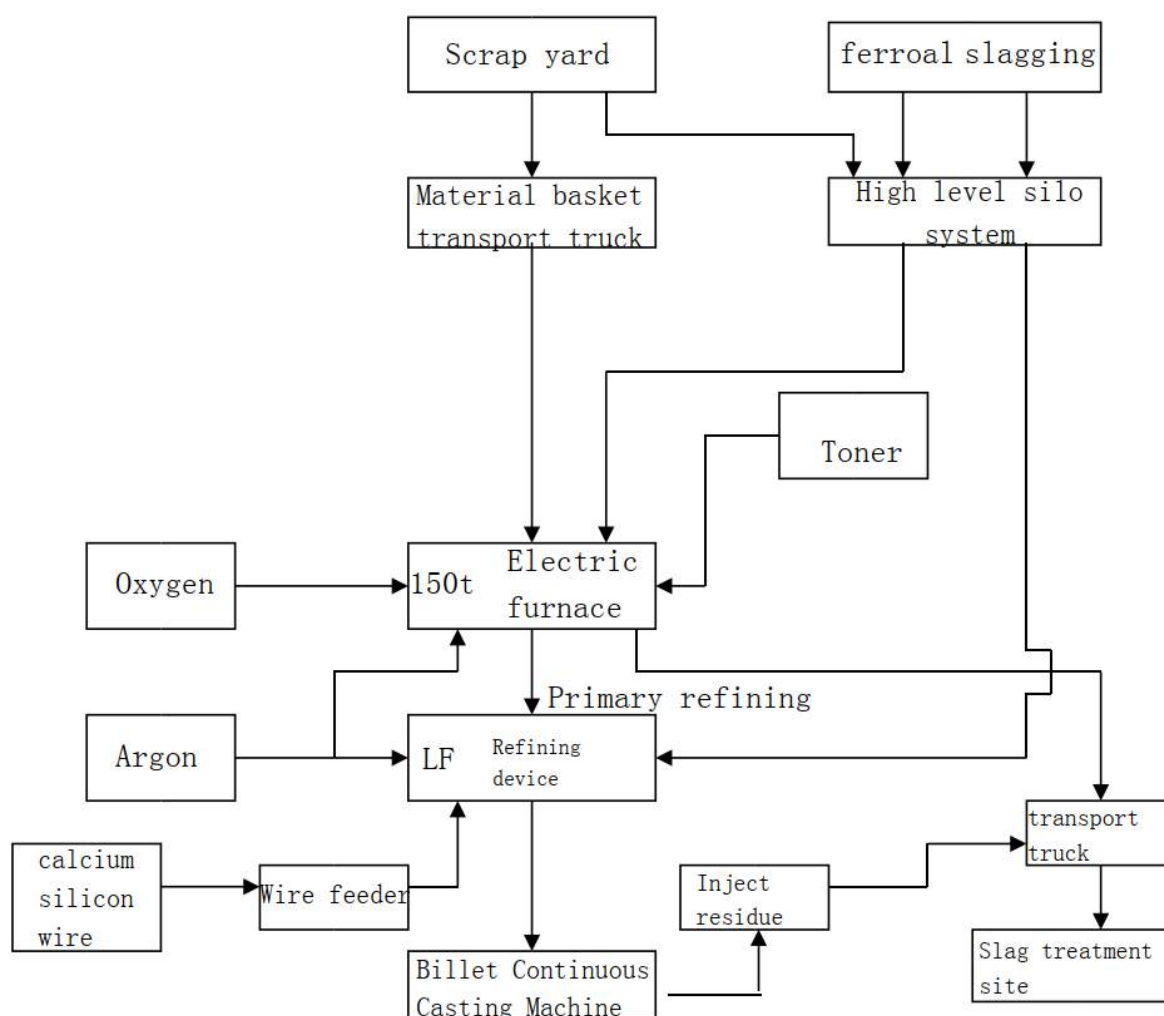 Scrap yard
ferroal slagging
Material basket
transport truck
High level silo
system
Toner
Oxygen
150t
Electric
furnace
Primary refining
Argon
LF
Refining
device
calcium
silicon
wire
Wire feeder
Inject
residue
transport
truck
Billet Continuous
Casting Machine
Slag treatment
site